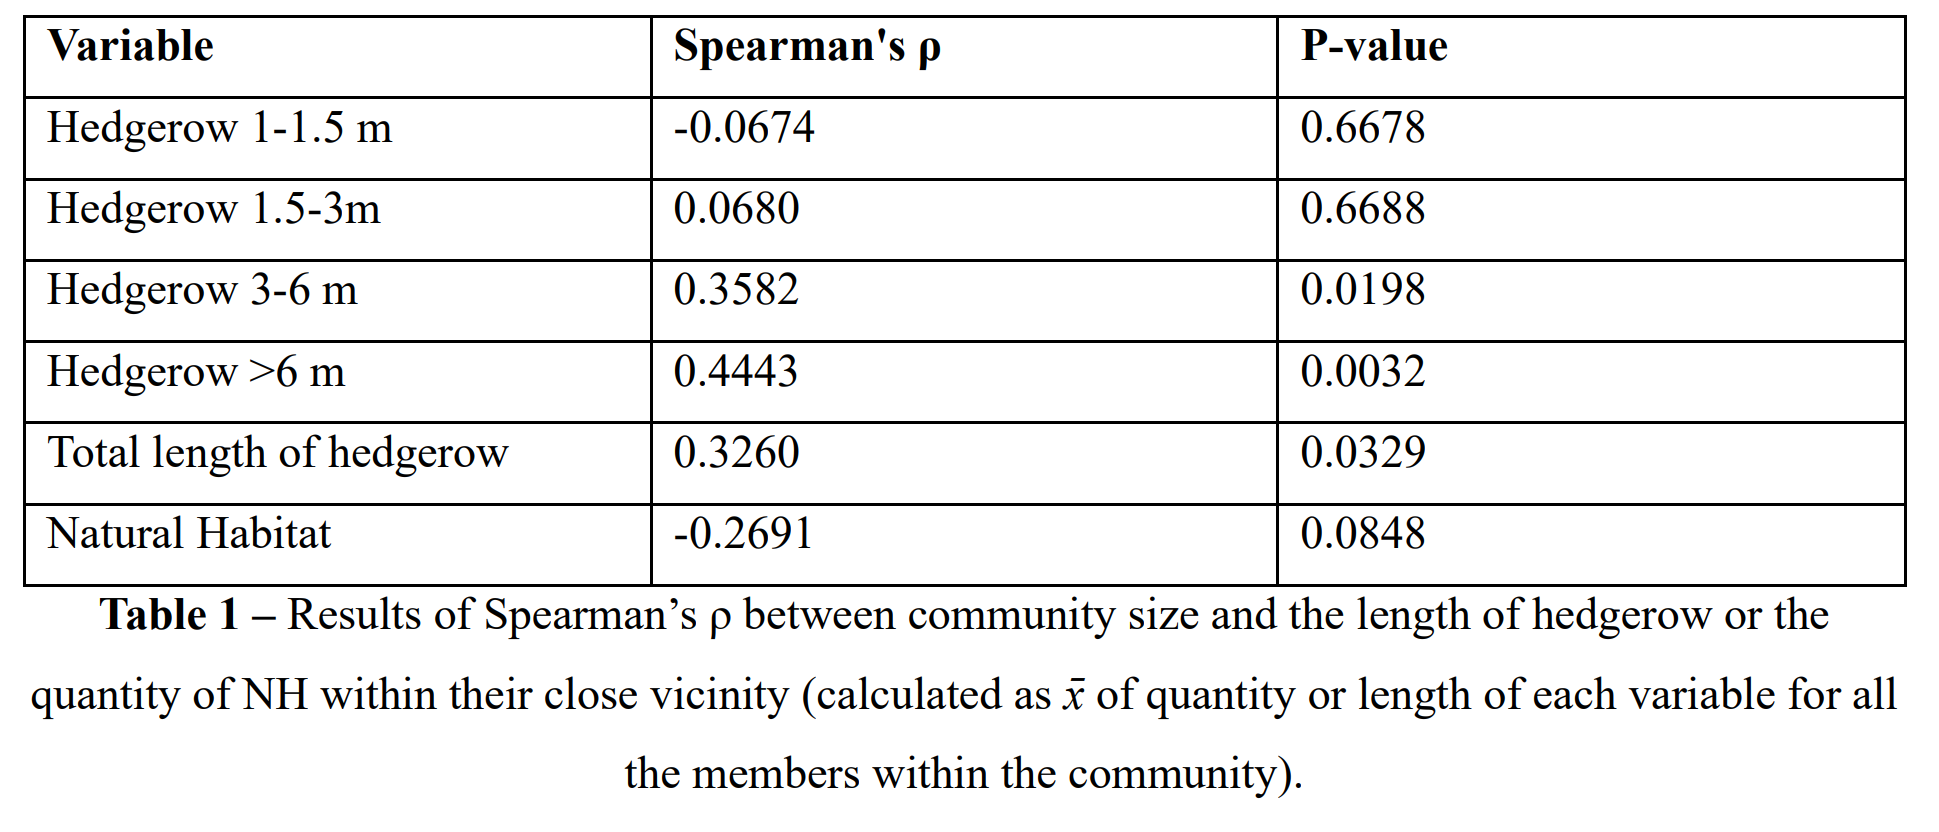 Variable Spearman's ρ P-value
Hedgerow 1-1.5 m -0.0674 0.6678
Hedgerow 1.5-3m 0.0680 0.6688
Hedgerow 3-6 m 0.3582 0.0198
Hedgerow >6 m 0.4443 0.0032
Total length of hedgerow 0.3260 0.0329
Natural Habitat -0.2691 0.0848
Table 1 – Results of Spearman’s ρ between community size and the length of hedgerow or the
quantity of NH within their close vicinity (calculated as x̄ of quantity or length of each variable for all
the members within the community).